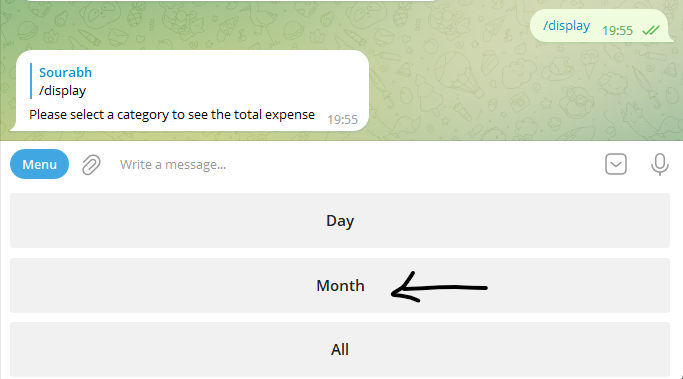 /display 19:55
Sourabh
/display
Please select a category to see the total expense 19:55
Menu Write a message...
Day
Month
All